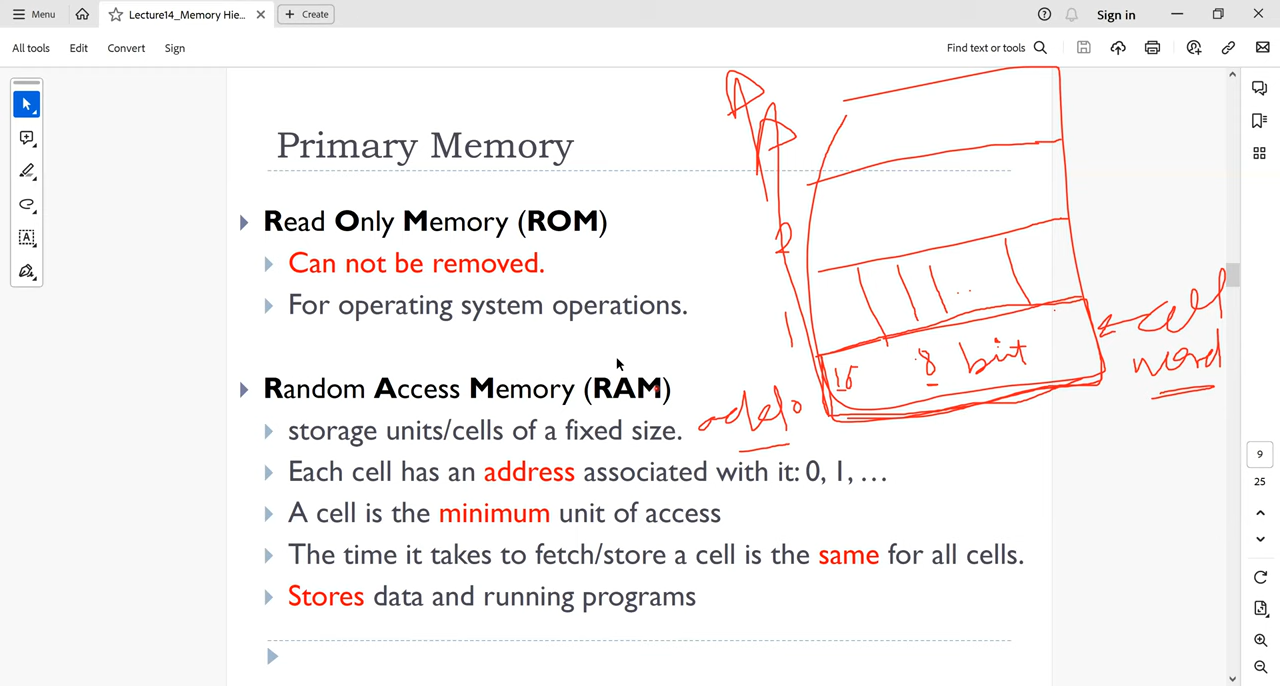 Menu
Lecture14_Memory Hie...
Create
Sign in
All tools
Edit
Convert
Sign
Find text or tools
Primary Memory
Read Only Memory (ROM)
Can not be removed.
For operating system operations.
Random Access Memory (RAM)
storage units/cells of a fixed size.
Each cell has an address associated with it: 0, 1, …
A cell is the minimum unit of access
The time it takes to fetch/store a cell is the same for all cells.
Stores data and running programs
2
1
0
16 8 bit
cell
word
9
25